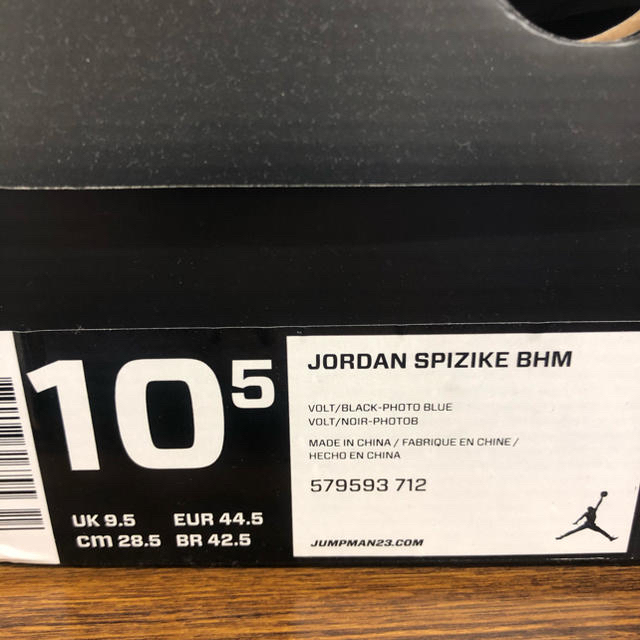 10 5
UK 9.5 EUR 44.5
cm 28.5 BR 42.5
JORDAN SPIZIKE BHM
VOLT/BLACK-PHOTO BLUE
VOLT/NOIR-PHOTOB
MADE IN CHINA / FABRIQUE EN CHINE /
HECHO EN CHINA
579593 712
JUMPMAN23.COM